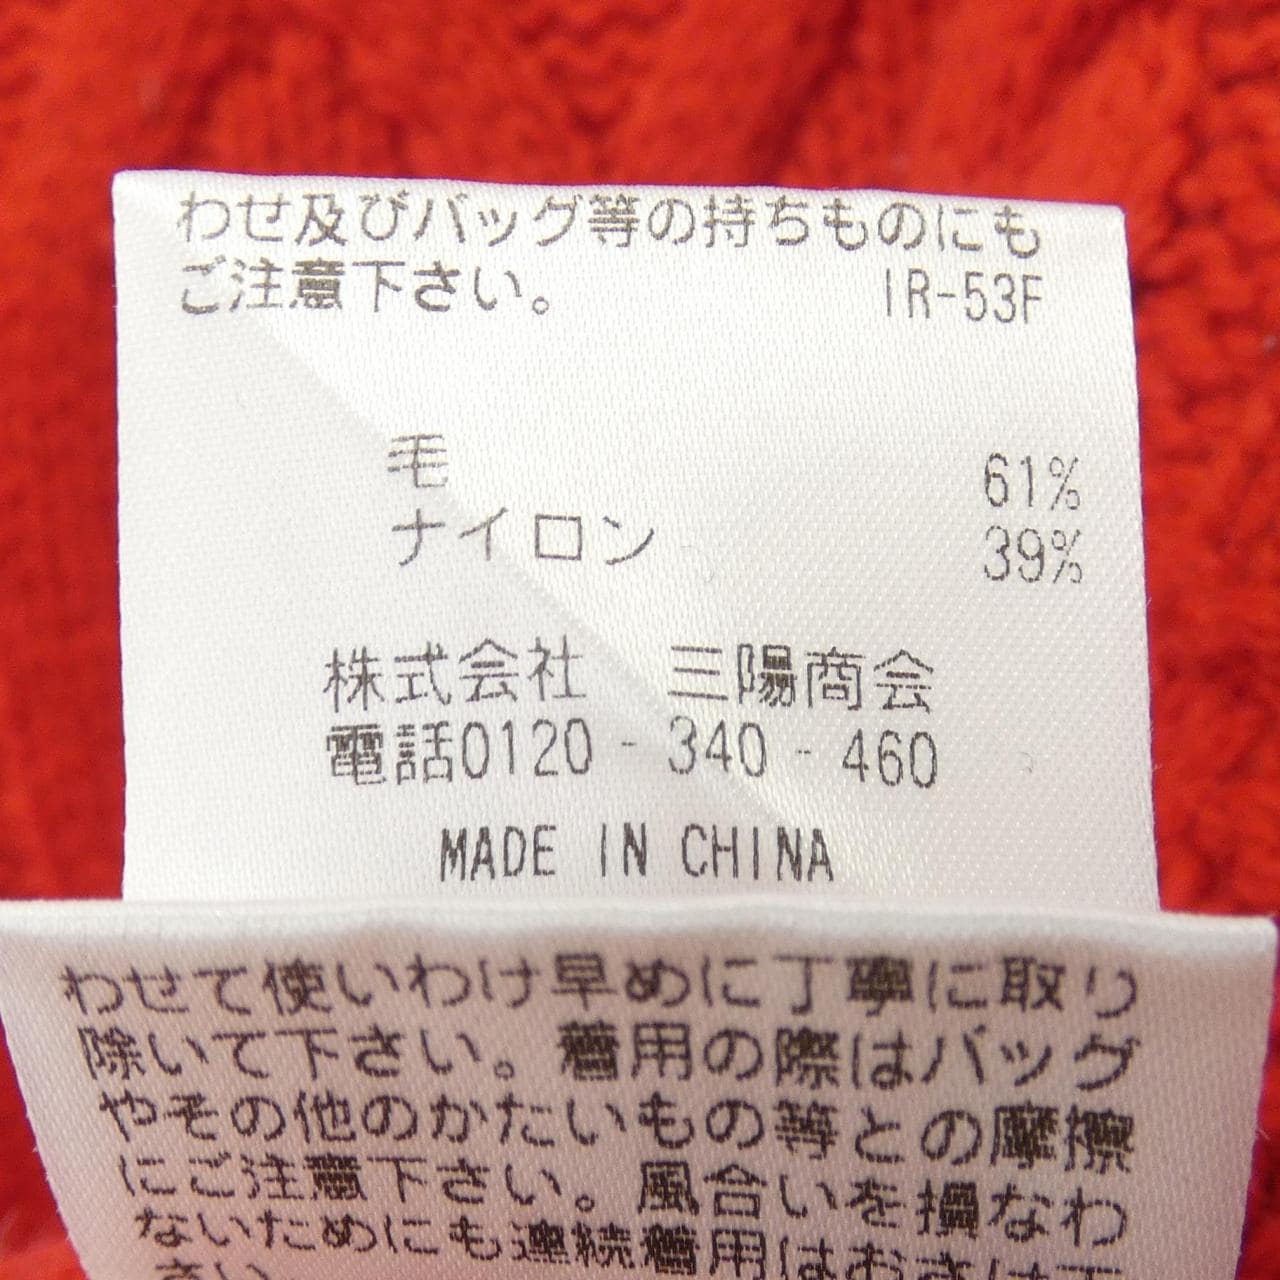 わせ及びバッグ等の持ちものにも
ご注意下さい。 IR-53F
毛 61%
ナイロン 39%
株式会社 三陽商会
電話0120-340-460
MADE IN CHINA
わせて使いわけ早めに丁寧に取り
除いて下さい。着用の際はバッグ
やその他のかたいもの等との摩擦
にご注意下さい。風合いを損なわ
ないためにも連続着用はおさけ下
さい